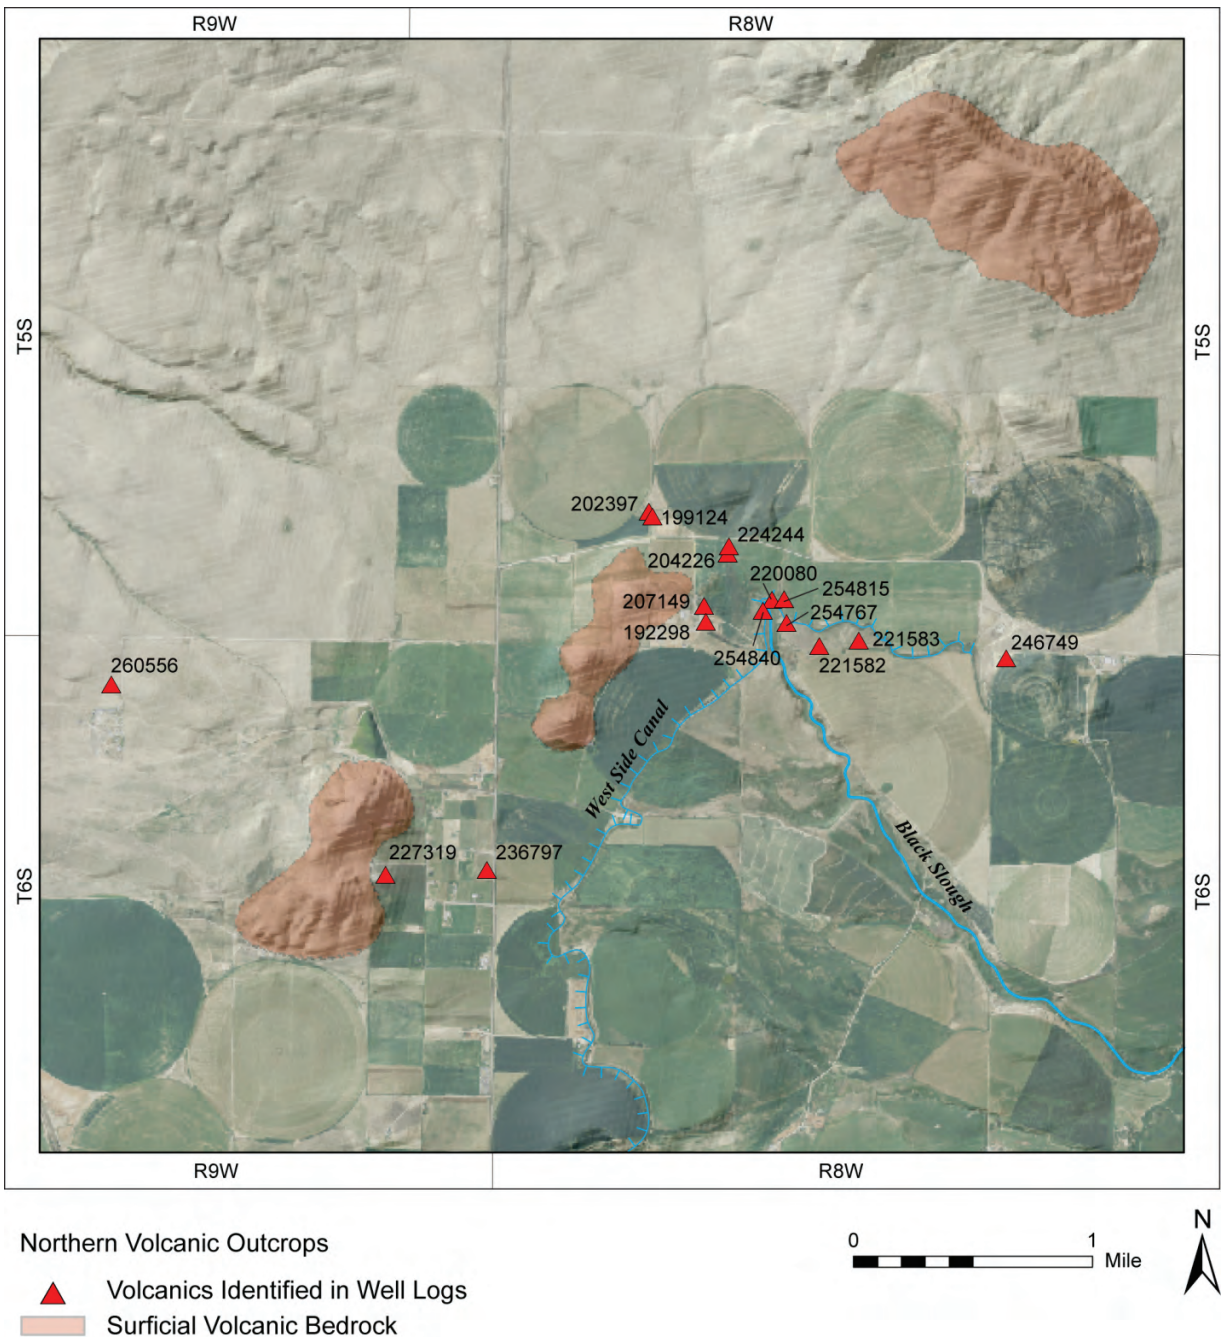 R9W
R8W
T5S
T5S
202397
199124
224244
204226
220080
254815
207149
254767
192298
221583
246749
254840
221582
260556
West Side Canal
Black Slough
227319
236797
T6S
T6S
R9W
R8W
Northern Volcanic Outcrops
Volcanics Identified in Well Logs
Surficial Volcanic Bedrock
0
1
Mile
N